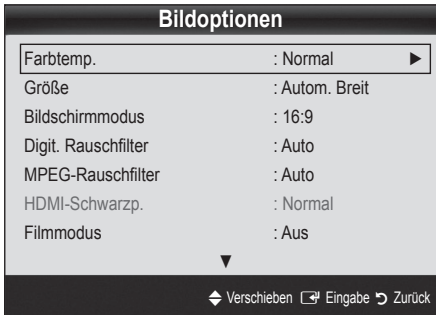 Bildoptionen
Farbtemp. : Normal ►
Größe : Autom. Breit
Bildschirmmodus : 16:9
Digit. Rauschfilter : Auto
MPEG-Rauschfilter : Auto
HDMI-Schwarzp. : Normal
Filmmodus : Aus
▼
Verschieben Eingabe Zurück